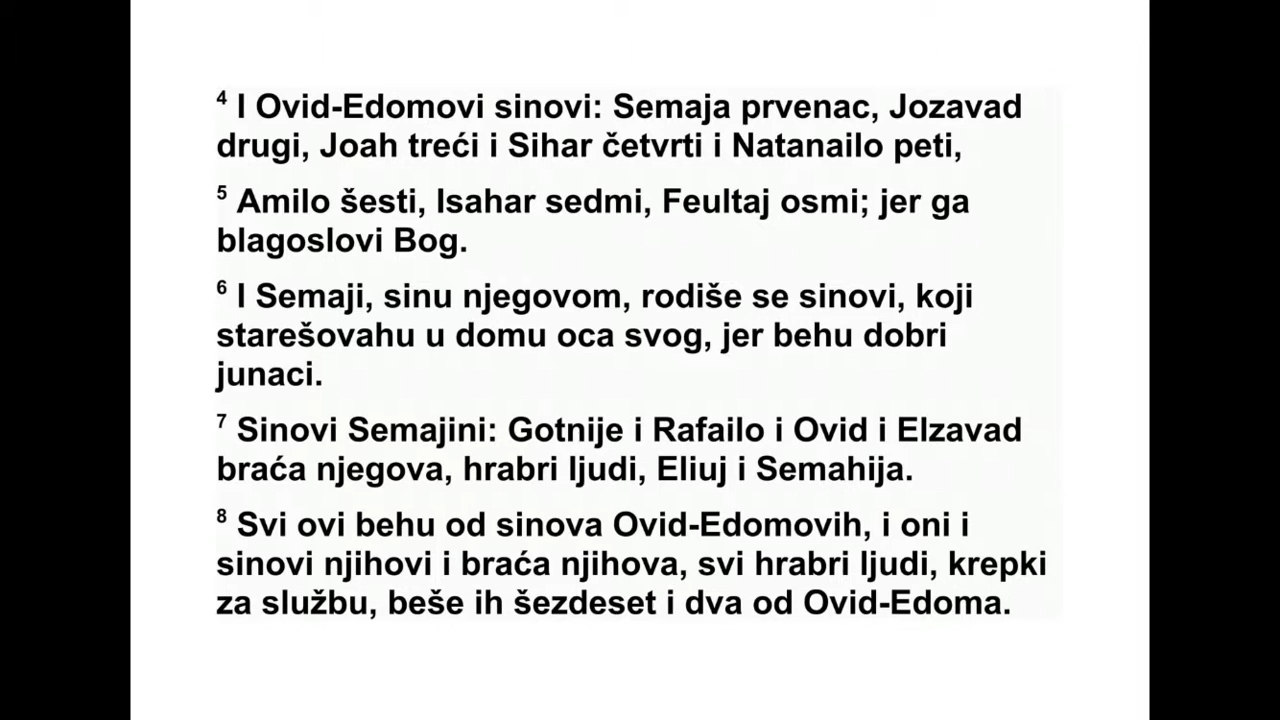 4 I Ovid-Edomovi sinovi: Semaja prvenac, Jozavad
drugi, Joah treći i Sihar četvrti i Natanailo peti,
5 Amilo šesti, Isahar sedmi, Feultaj osmi; jer ga
blagoslovi Bog.
6 I Semaji, sinu njegovom, rodiše se sinovi, koji
starešovahu u domu oca svog, jer behu dobri
junaci.
7 Sinovi Semajini: Gotnije i Rafailo i Ovid i Elzavad
braća njegova, hrabri ljudi, Eliuj i Semahija.
8 Svi ovi behu od sinova Ovid-Edomovih, i oni i
sinovi njihovi i braća njihova, svi hrabri ljudi, krepki
za službu, beše ih šezdeset i dva od Ovid-Edoma.